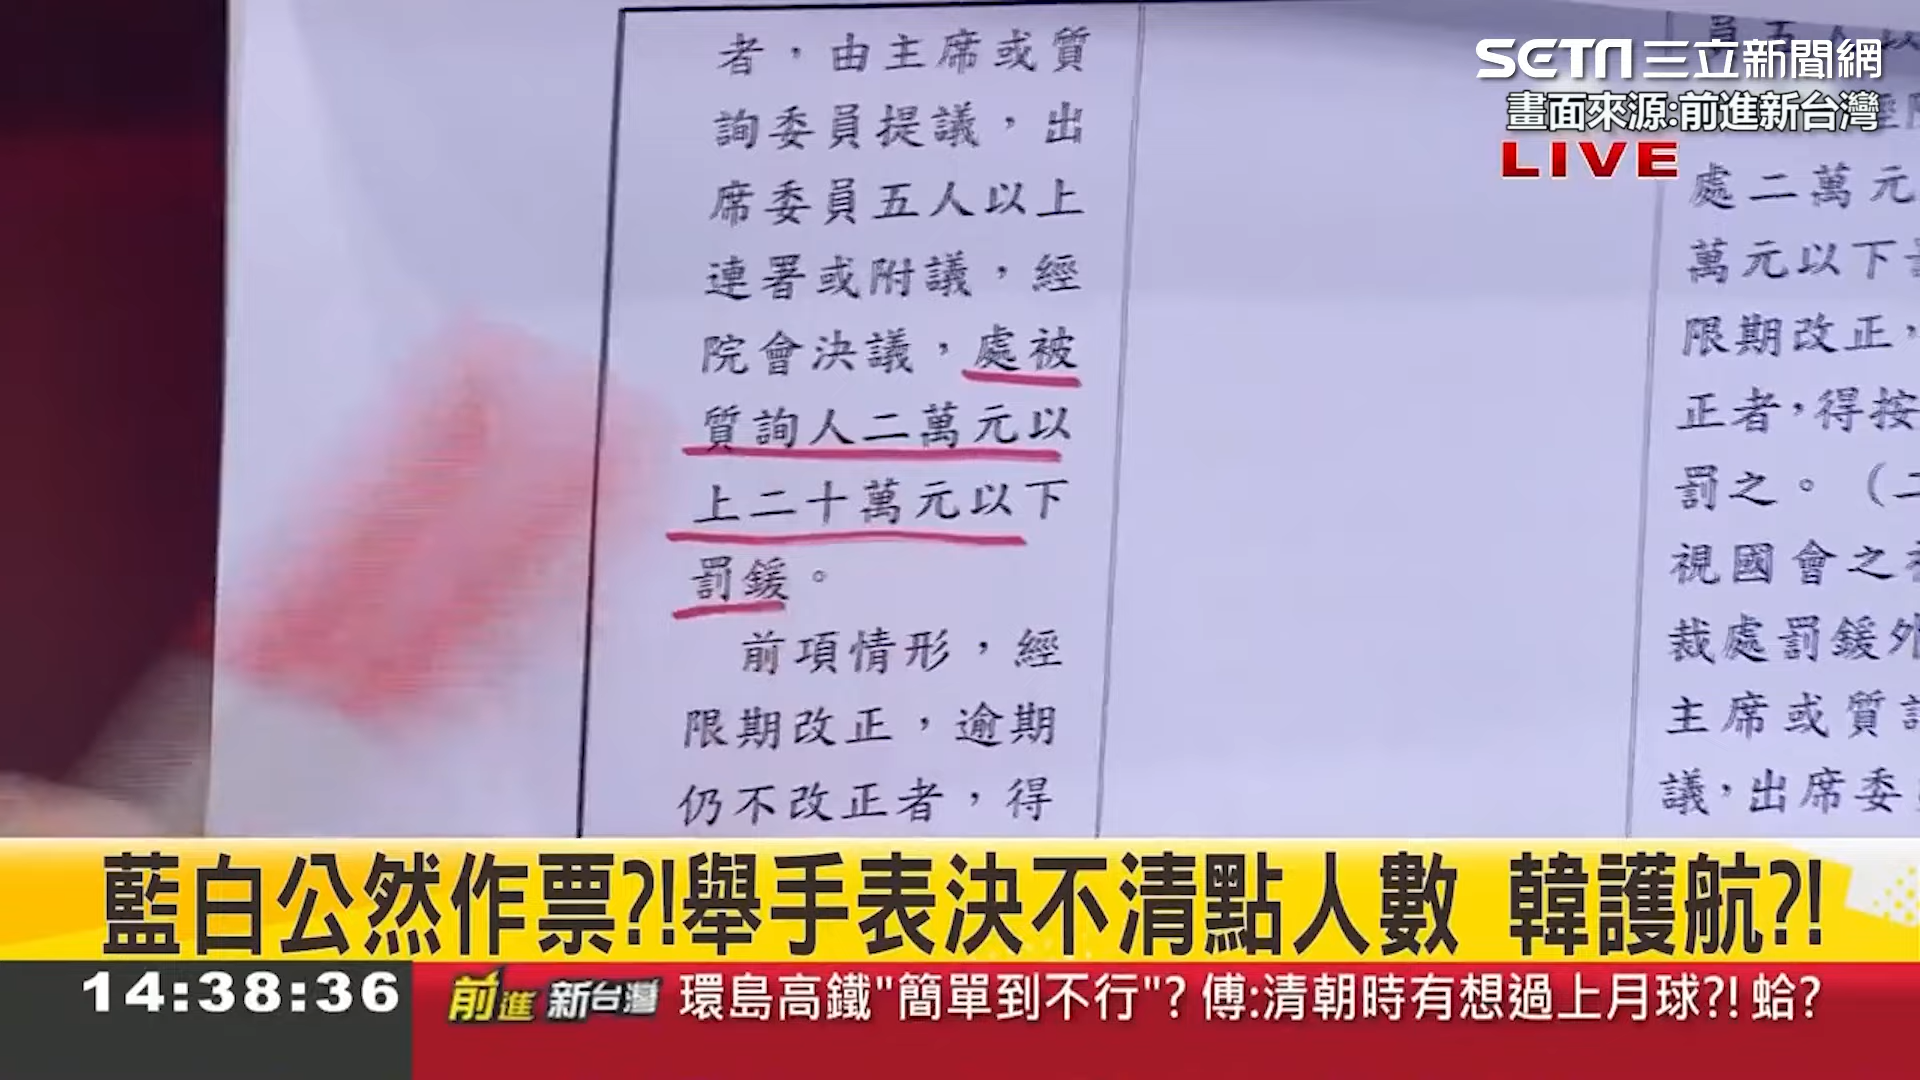 SETN三立新聞網
畫面來源:前進新台灣
LIVE
者，由主席或質
詢委員提議，出
席委員五人以上
連署或附議，經
院會決議，處被
質詢人二萬元以
上二十萬元以下
罰鍰。
前項情形，經
限期改正，逾期
仍不改正者，得
員五人以
處二萬元
萬元以下
限期改正，
正者，得按
罰之。（二
視國會之
裁處罰鍰外
主席或質詢
議，出席委
藍白公然作票?!舉手表決不清點人數 韓護航?!
14:38:36
前進新台灣
環島高鐵"簡單到不行"? 傅:清朝時有想過上月球?! 蛤?